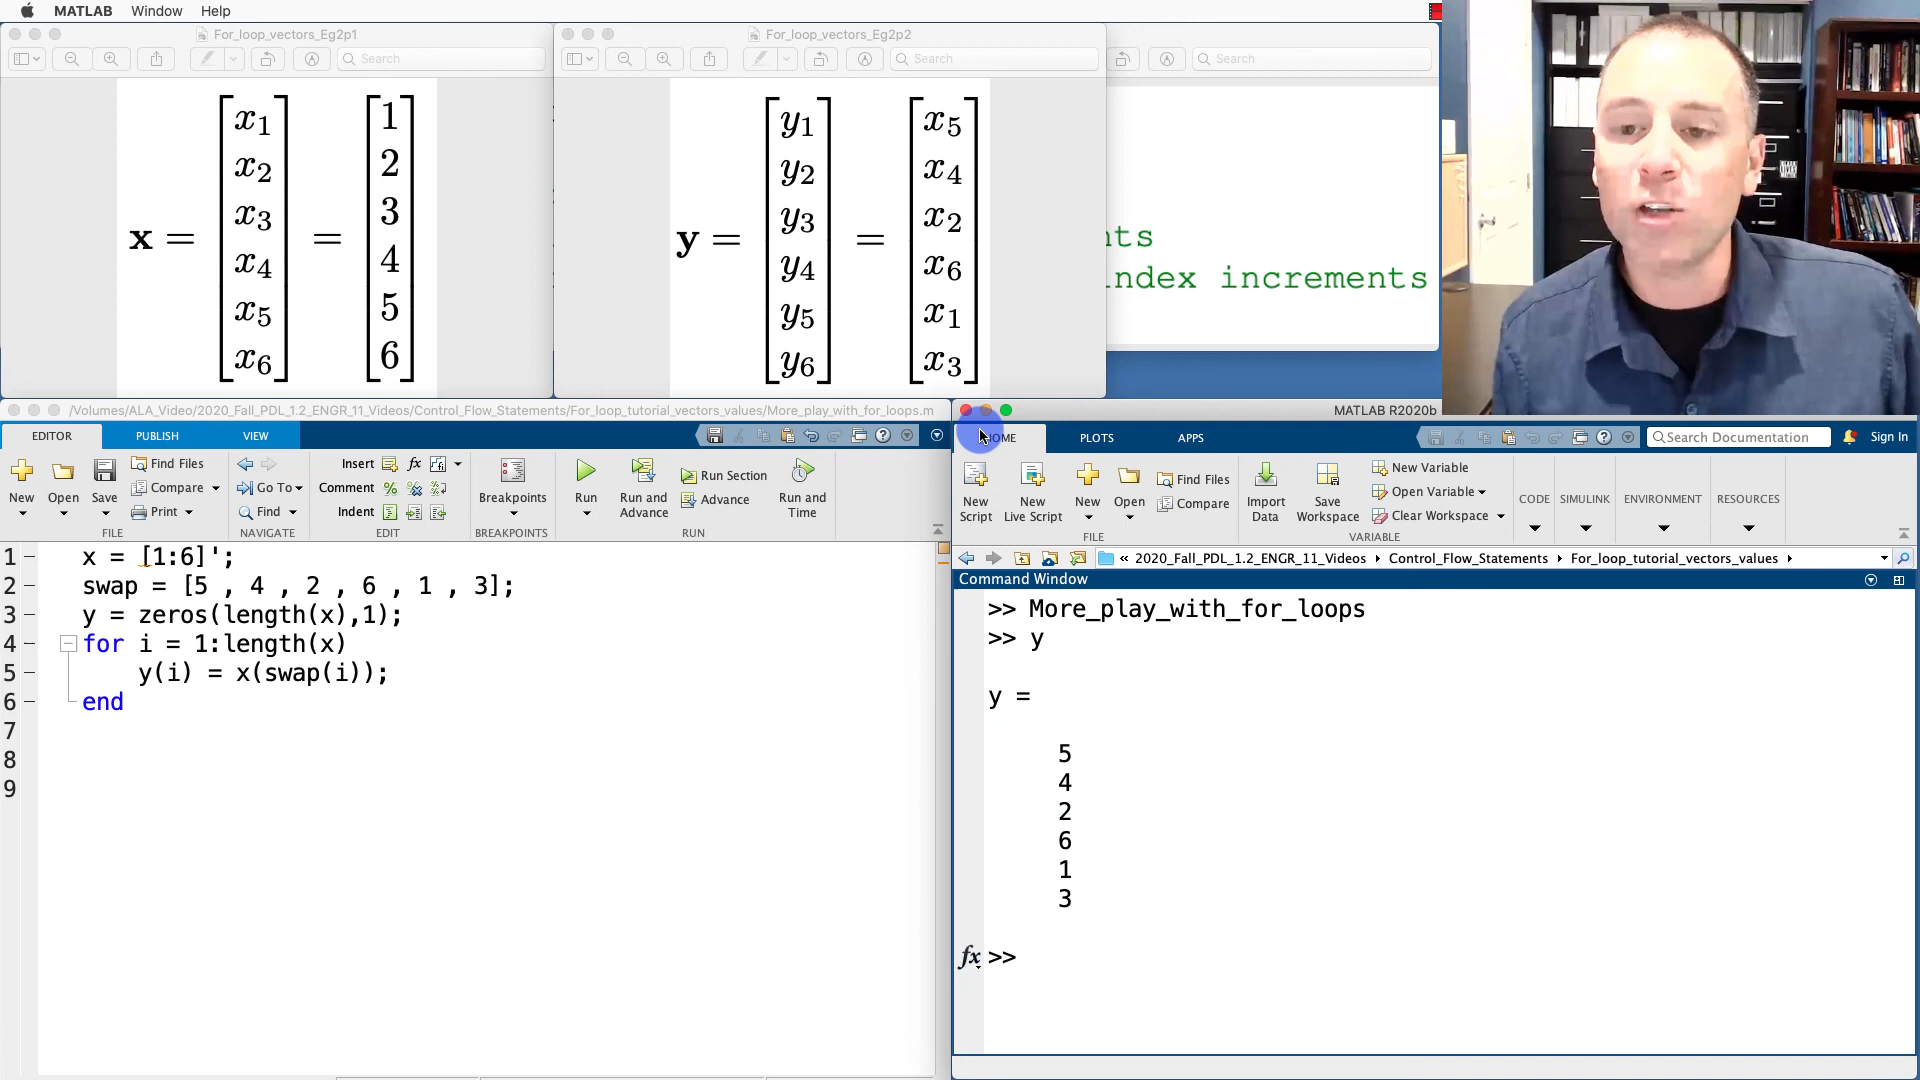 MATLAB Window Help
For_loop_vectors_Eg2p1
For_loop_vectors_Eg2p2
Search
Search
Search
x = [x1 x2 x3 x4 x5 x6] = [1 2 3 4 5 6]
y = [y1 y2 y3 y4 y5 y6] = [x5 x4 x2 x6 x1 x3]
nts
index increments
/Volumes/ALA_Video/2020_Fall_PDL_1.2_ENGR_11_Videos/Control_Flow_Statements/For_loop_tutorial_vectors_values/More_play_with_for_loops.m
EDITOR PUBLISH VIEW
New Open Save
Find Files
Compare
Print
FILE
Go To
Find
NAVIGATE
Insert fx
Comment
Indent
EDIT
Breakpoints
BREAKPOINTS
Run
Run and Advance
Run Section
Advance
Run and Time
RUN
1 x = [1:6]';
2 swap = [5 , 4 , 2 , 6 , 1 , 3];
3 y = zeros(length(x),1);
4 for i = 1:length(x)
5 y(i) = x(swap(i));
6 end
7
8
9
MATLAB R2020b
OME PLOTS APPS
Search Documentation
Sign In
New Script
New Live Script
New
Open
Find Files
Compare
FILE
Import Data
Save Workspace
New Variable
Open Variable
Clear Workspace
VARIABLE
CODE
SIMULINK
ENVIRONMENT
RESOURCES
« 2020_Fall_PDL_1.2_ENGR_11_Videos Control_Flow_Statements For_loop_tutorial_vectors_values
Command Window
>> More_play_with_for_loops
>> y
y =
5
4
2
6
1
3
fx >>